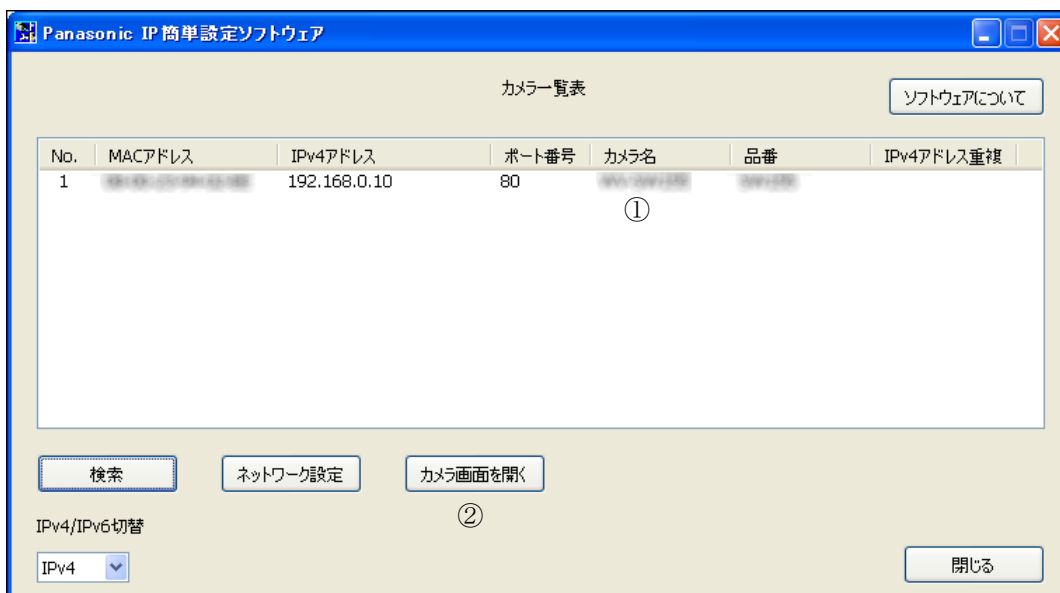 Panasonic IP簡単設定ソフトウェア
カメラ一覧表
ソフトウェアについて
No. MACアドレス IPv4アドレス ポート番号 カメラ名 品番 IPv4アドレス重複
1 192.168.0.10 80
①
検索 ネットワーク設定 カメラ画面を開く
②
IPv4/IPv6切替
IPv4
閉じる